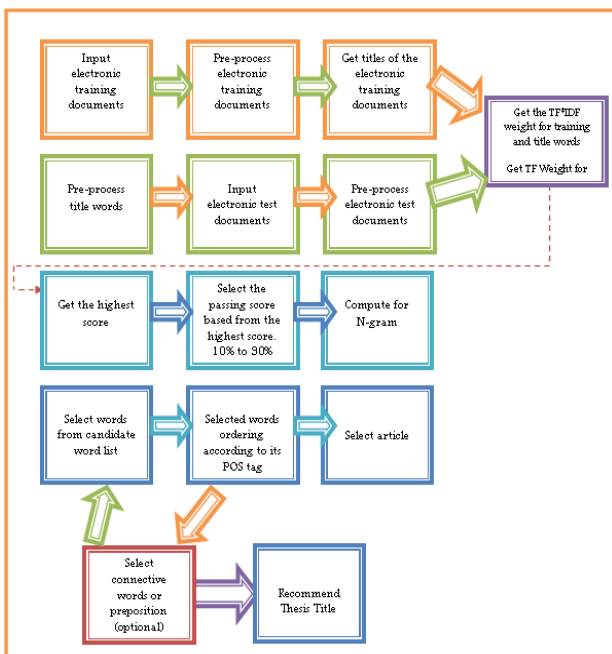 Input
electronic
training
documents
Pre-process
electronic
training
documents
Get titles of the
electronic
training
documents
Get the TF*IDF
weight for training
and title words
Get TF Weight for
Pre-process
title words
Input
electronic test
documents
Pre-process
electronic test
documents
Get the highest
score
Select the
passing score
based from the
highest score.
10% to 90%
Compute for
N-gram
Select words
from candidate
word list
Selected words
ordering
according to its
POS tag
Select article
Select
connective
words or
preposition
(optional)
Recommend
Thesis Title